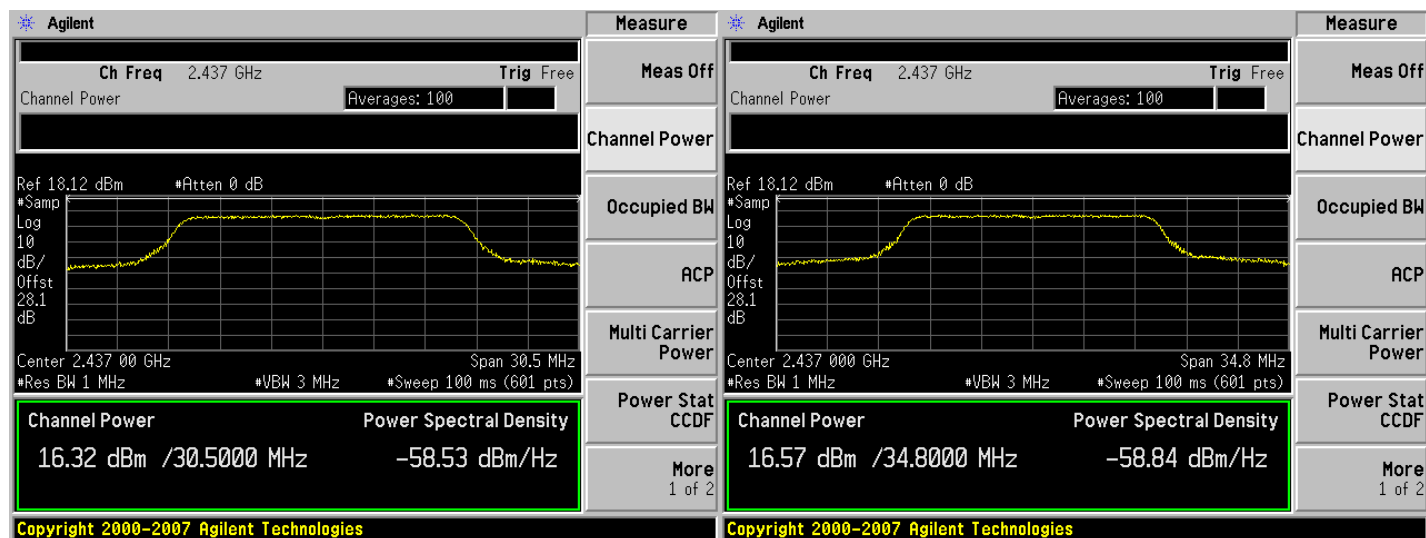 Agilent
Measure
Ch Freq 2.437 GHz Trig Free
Meas Off
Channel Power Averages: 100
Channel Power
Ref 18.12 dBm #Atten 0 dB
#Samp
Log
10
dB/
Offst
28.1
dB
Occupied BW
ACP
Multi Carrier
Power
Center 2.437 00 GHz Span 30.5 MHz
#Res BW 1 MHz #VBW 3 MHz #Sweep 100 ms (601 pts)
Power Stat
CCDF
Channel Power Power Spectral Density
16.32 dBm /30.5000 MHz -58.53 dBm/Hz
More
1 of 2
Copyright 2000-2007 Agilent Technologies
Agilent
Measure
Ch Freq 2.437 GHz Trig Free
Meas Off
Channel Power Averages: 100
Channel Power
Ref 18.12 dBm #Atten 0 dB
#Samp
Log
10
dB/
Offst
28.1
dB
Occupied BW
ACP
Multi Carrier
Power
Center 2.437 000 GHz Span 34.8 MHz
#Res BW 1 MHz #VBW 3 MHz #Sweep 100 ms (601 pts)
Power Stat
CCDF
Channel Power Power Spectral Density
16.57 dBm /34.8000 MHz -58.84 dBm/Hz
More
1 of 2
Copyright 2000-2007 Agilent Technologies